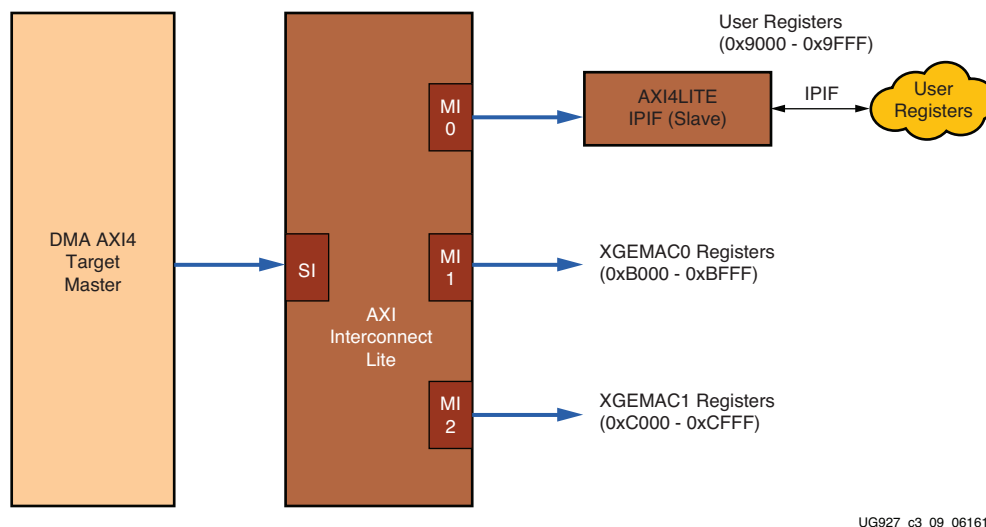 User Registers
(0x9000 - 0x9FFF)
MI
0
AXI4LITE
IPIF (Slave)
IPIF
User
Registers
DMA AXI4
Target
Master
SI
MI
1
XGEMAC0 Registers
(0xB000 - 0xBFFF)
AXI
Interconnect
Lite
MI
2
XGEMAC1 Registers
(0xC000 - 0xCFFF)
UG927_c3_09_06161